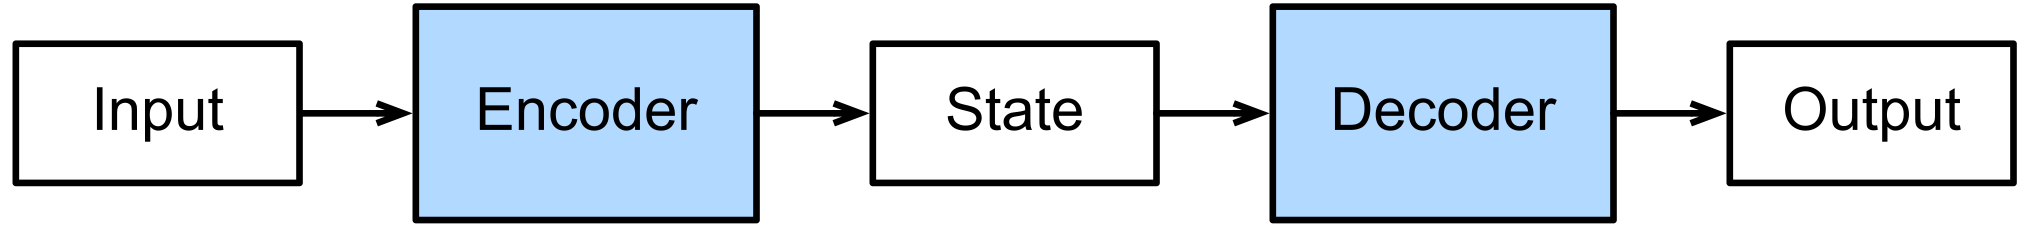 Input
Encoder
State
Decoder
Output